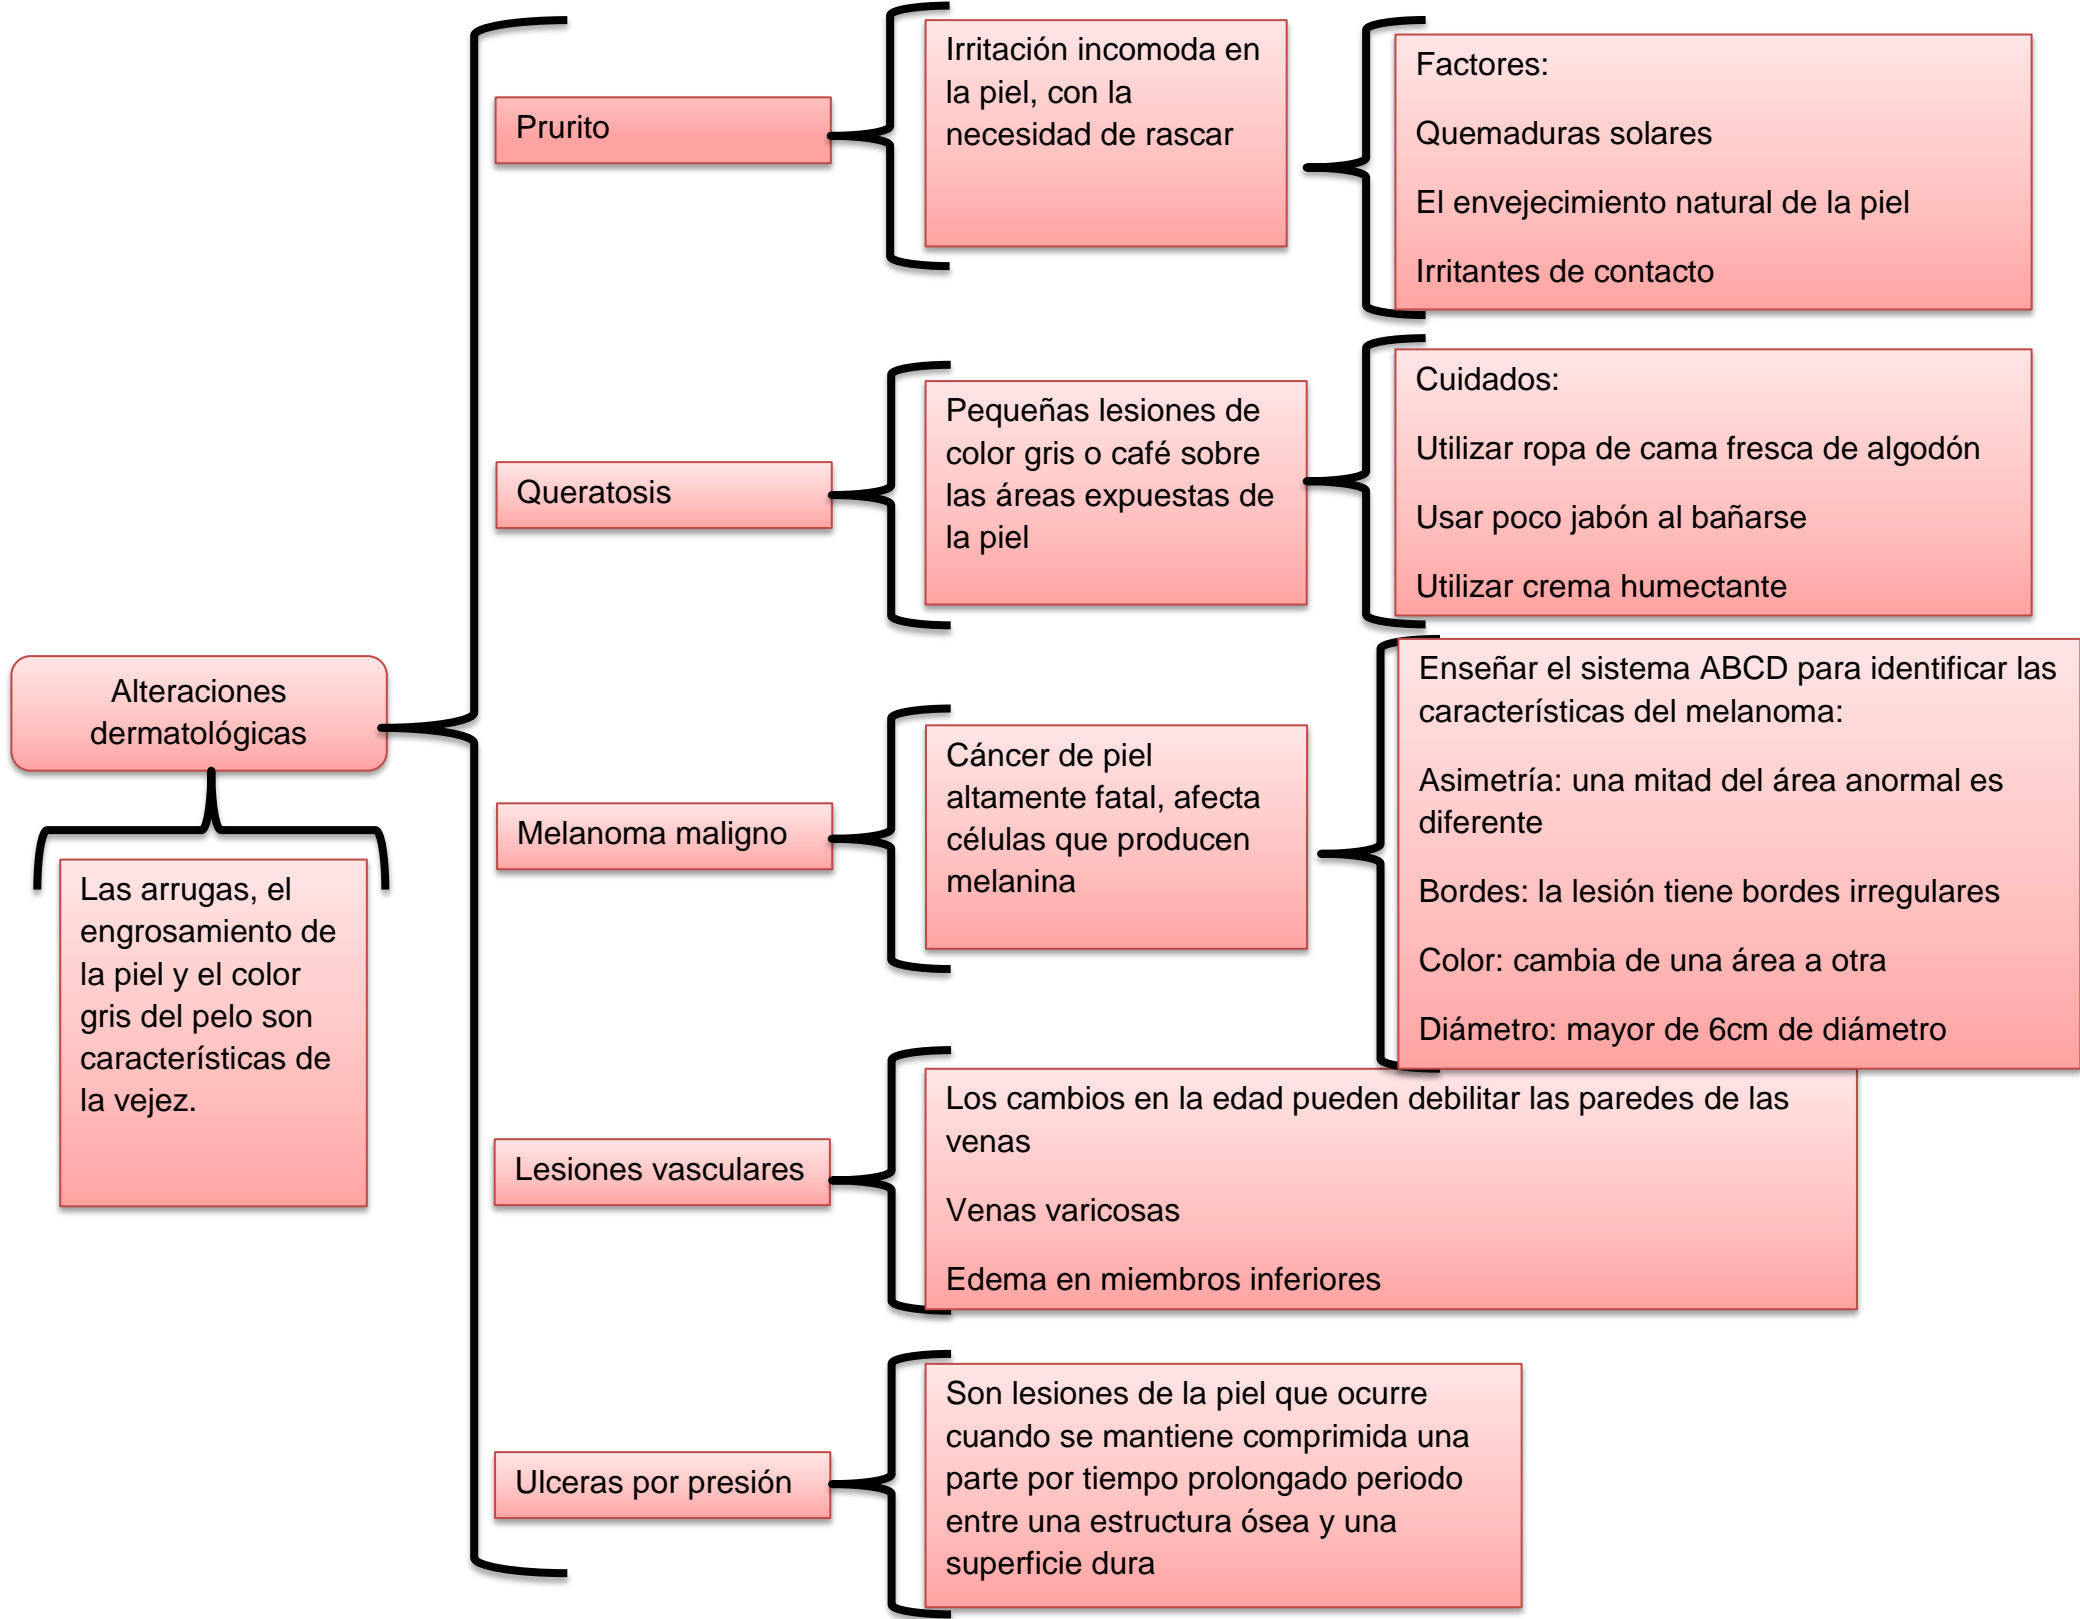 Alteraciones
dermatológicas
Las arrugas, el
engrosamiento de
la piel y el color
gris del pelo son
características de
la vejez.
Prurito
Irritación incomoda en
la piel, con la
necesidad de rascar
Factores:
Quemaduras solares
El envejecimiento natural de la piel
Irritantes de contacto
Queratosis
Pequeñas lesiones de
color gris o café sobre
las áreas expuestas de
la piel
Cuidados:
Utilizar ropa de cama fresca de algodón
Usar poco jabón al bañarse
Utilizar crema humectante
Melanoma maligno
Cáncer de piel
altamente fatal, afecta
células que producen
melanina
Enseñar el sistema ABCD para identificar las
características del melanoma:
Asimetría: una mitad del área anormal es
diferente
Bordes: la lesión tiene bordes irregulares
Color: cambia de una área a otra
Diámetro: mayor de 6cm de diámetro
Lesiones vasculares
Los cambios en la edad pueden debilitar las paredes de las
venas
Venas varicosas
Edema en miembros inferiores
Ulceras por presión
Son lesiones de la piel que ocurre
cuando se mantiene comprimida una
parte por tiempo prolongado periodo
entre una estructura ósea y una
superficie dura